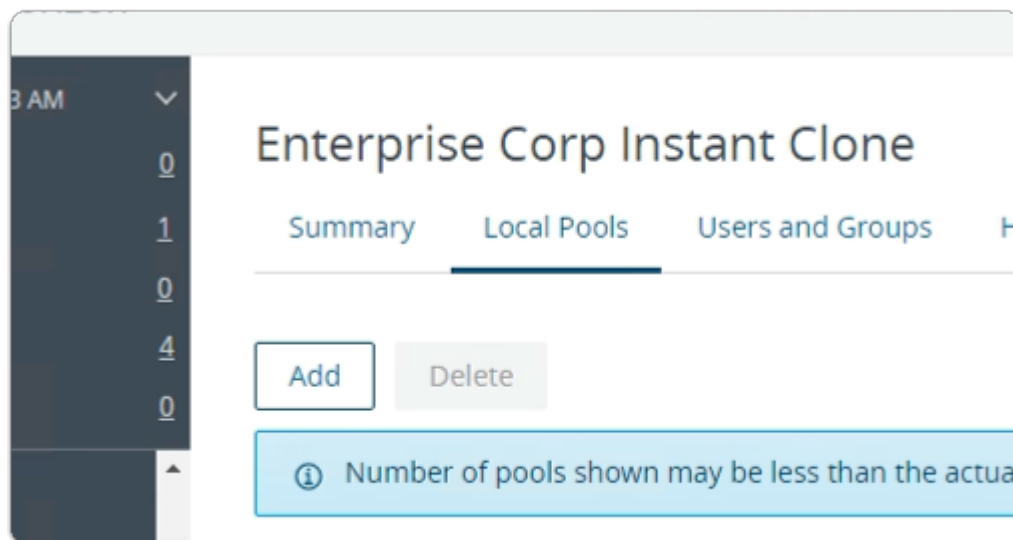 3 AM
0
1
0
4
0
Enterprise Corp Instant Clone
Summary Local Pools Users and Groups
Add Delete
Number of pools shown may be less than the